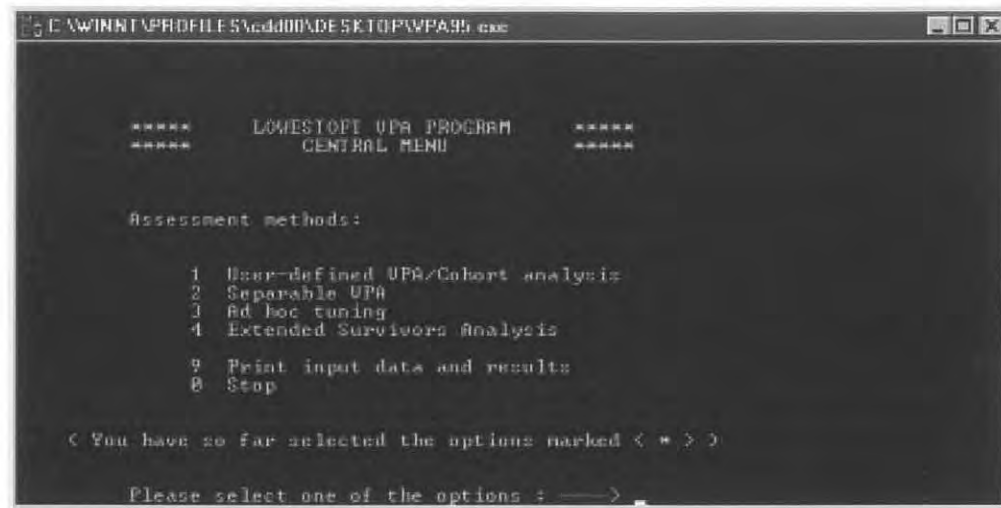 C:\WINNT\PROFILES\cdd00\DESKTOP\VPA95.exe
***** LOWESTOFT VPA PROGRAM *****
***** CENTRAL MENU *****
Assessment methods:
1 User-defined VPA/Cohort analysis
2 Separable VPA
3 Ad hoc tuning
4 Extended Survivors Analysis
9 Print input data and results
0 Stop
( You have so far selected the options marked ( * ) )
Please select one of the options : ---->